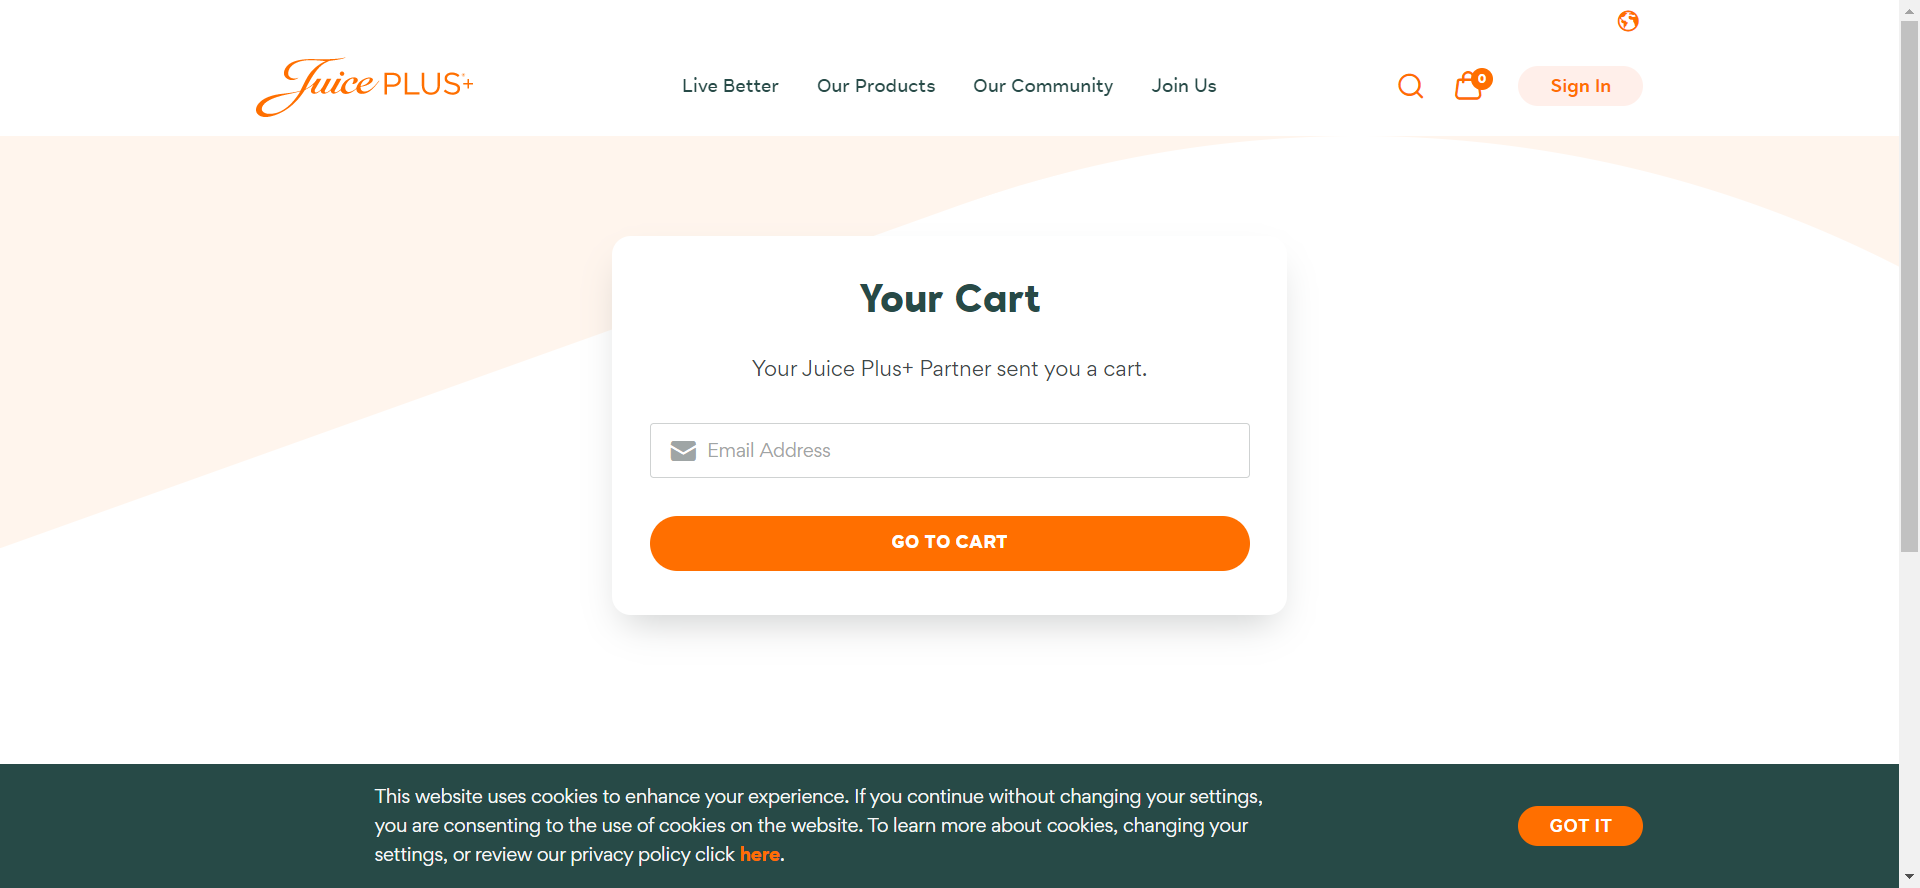 Juice PLUS+
Live Better
Our Products
Our Community
Join Us
0
Sign In
Your Cart
Your Juice Plus+ Partner sent you a cart.
Email Address
GO TO CART
This website uses cookies to enhance your experience. If you continue without changing your settings,
you are consenting to the use of cookies on the website. To learn more about cookies, changing your
settings, or review our privacy policy click here.
GOT IT